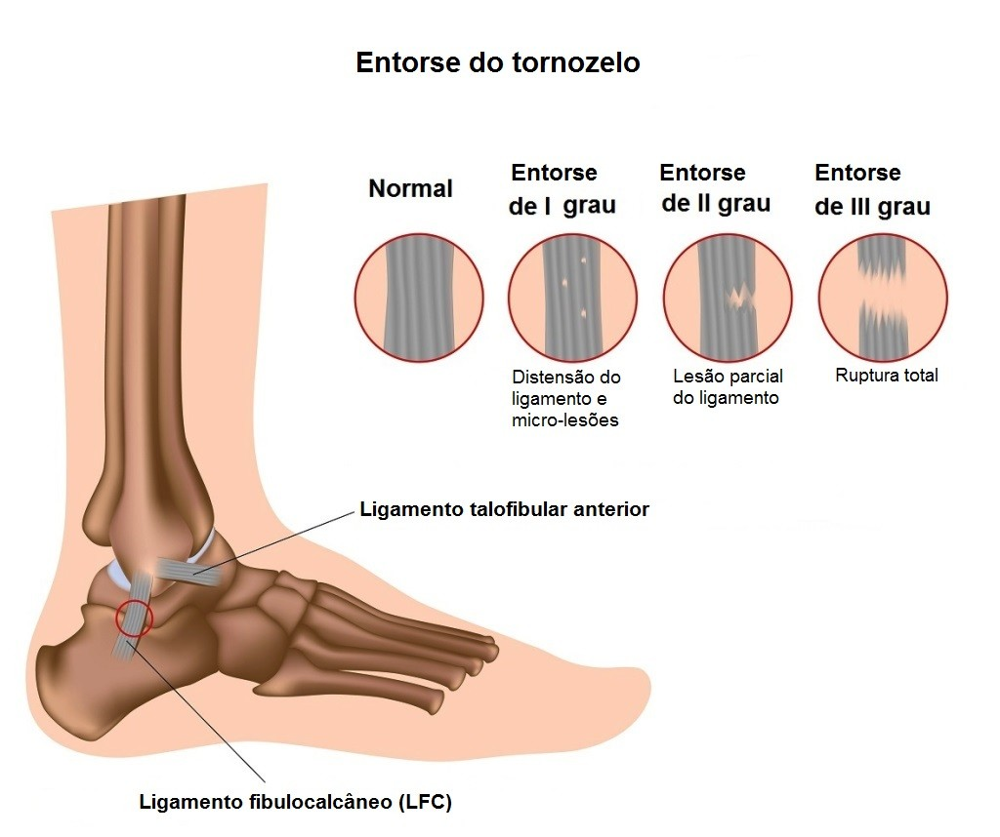 Entorse do tornozelo
Normal
Entorse
de I grau
Entorse
de II grau
Entorse
de III grau
Distensão do
ligamento e
micro-lesões
Lesão parcial
do ligamento
Ruptura total
Ligamento talofibular anterior
Ligamento fibulocalcâneo (LFC)